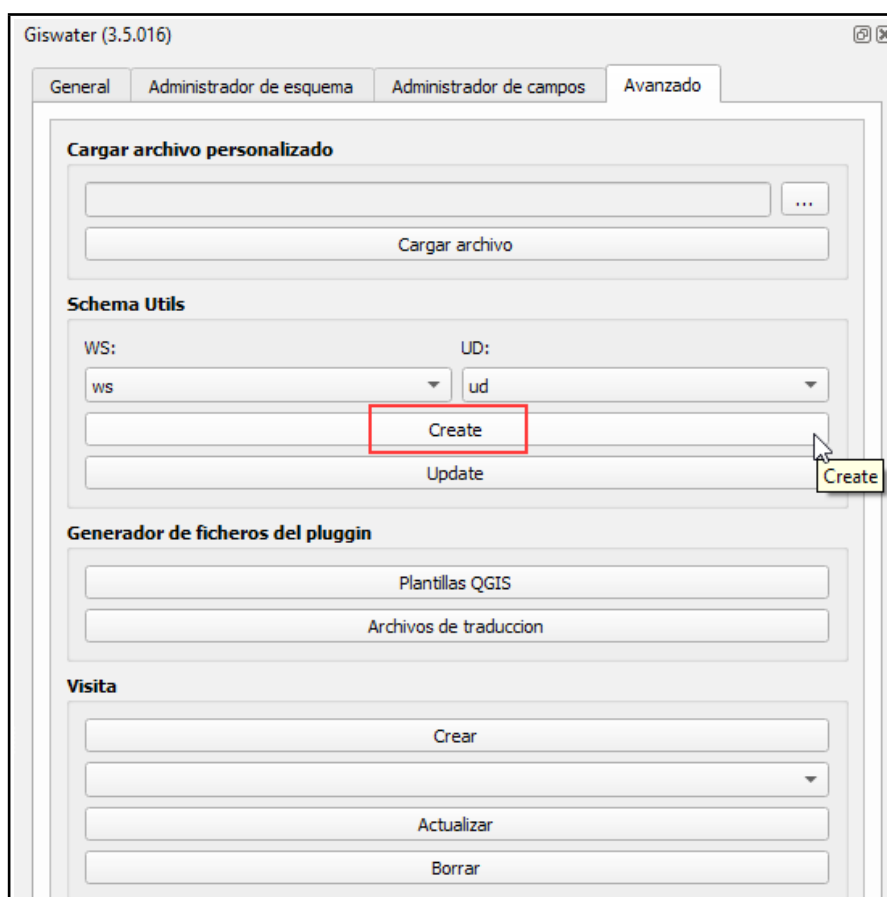 Giswater (3.5.016)
General Administrador de esquema Administrador de campos Avanzado
Cargar archivo personalizado
...
Cargar archivo
Schema Utils
WS: UD:
ws ud
Create
Update
Create
Generador de ficheros del pluggin
Plantillas QGIS
Archivos de traduccion
Visita
Crear
Actualizar
Borrar